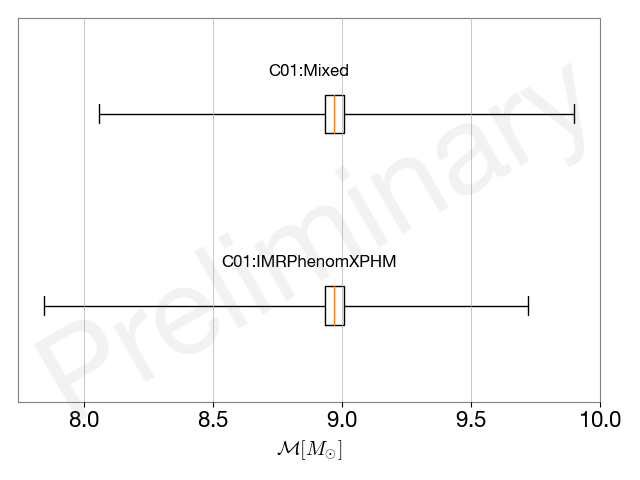 C01:Mixed
Preliminary
C01:IMRPhenomXPHM
8.0 8.5 9.0 9.5 10.0
ℳ[M⊙]